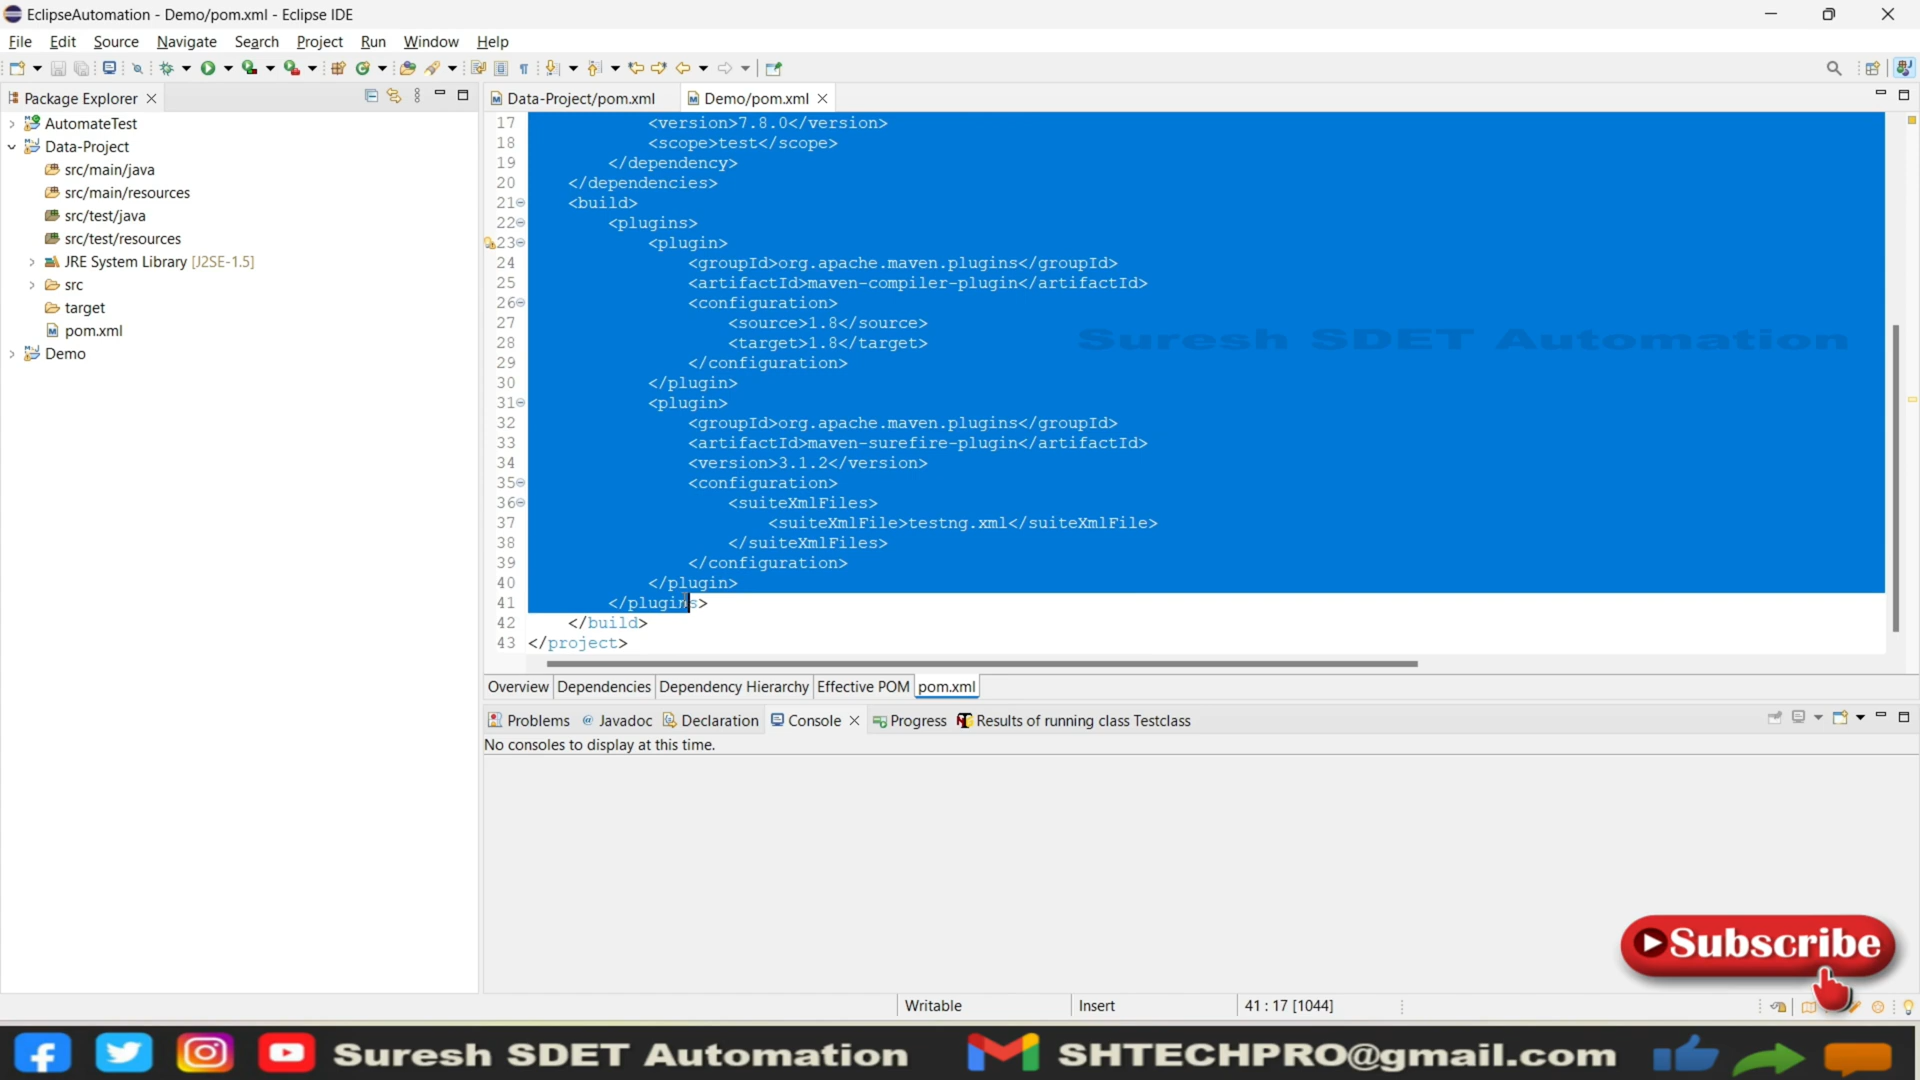 EclipseAutomation - Demo/pom.xml - Eclipse IDE
File Edit Source Navigate Search Project Run Window Help
Package Explorer
AutomateTest
Data-Project
src/main/java
src/main/resources
src/test/java
src/test/resources
JRE System Library [J2SE-1.5]
src
target
pom.xml
Demo
Data-Project/pom.xml Demo/pom.xml
17 <version>7.8.0</version>
18 <scope>test</scope>
19 </dependency>
20 </dependencies>
21 <build>
22 <plugins>
23 <plugin>
24 <groupId>org.apache.maven.plugins</groupId>
25 <artifactId>maven-compiler-plugin</artifactId>
26 <configuration>
27 <source>1.8</source>
28 <target>1.8</target>
29 </configuration>
30 </plugin>
31 <plugin>
32 <groupId>org.apache.maven.plugins</groupId>
33 <artifactId>maven-surefire-plugin</artifactId>
34 <version>3.1.2</version>
35 <configuration>
36 <suiteXmlFiles>
37 <suiteXmlFile>testng.xml</suiteXmlFile>
38 </suiteXmlFiles>
39 </configuration>
40 </plugin>
41 </plugins>
42 </build>
43 </project>
Suresh SDET Automation
Overview Dependencies Dependency Hierarchy Effective POM pom.xml
Problems Javadoc Declaration Console Progress Results of running class Testclass
No consoles to display at this time.
Subscribe
Writable Insert 41 : 17 [1044]
Suresh SDET Automation SHTECHPRO@gmail.com